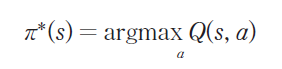 π*(s) = argmax Q(s, a)
a